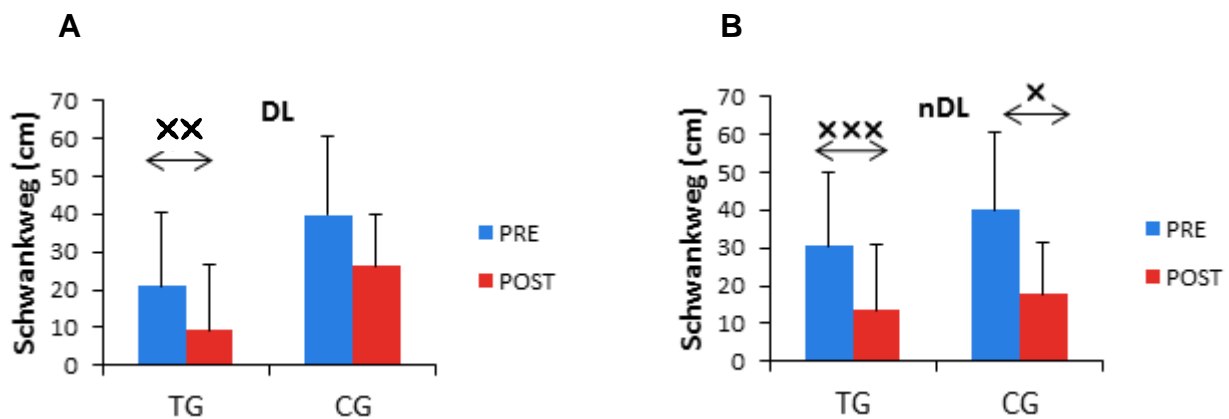 A
Schwankweg (cm)
70
60
50
40
30
20
10
0
DL
××
TG
CG
PRE
POST
B
Schwankweg (cm)
70
60
50
40
30
20
10
0
nDL
×××
×
TG
CG
PRE
POST